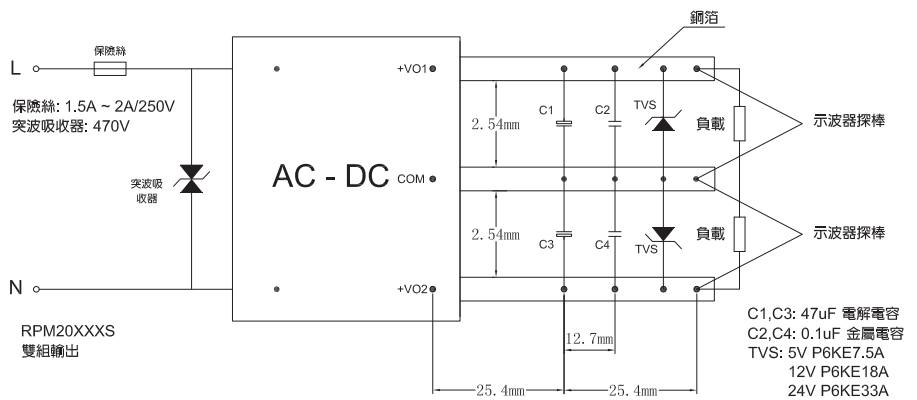 銅箔
保險絲
L
+VO1
保險絲: 1.5A ~ 2A/250V
突波吸收器: 470V
C1
C2
TVS
負載
示波器探棒
2.54mm
突波吸
收器
AC - DC
COM
2.54mm
C3
C4
TVS
負載
示波器探棒
N
+VO2
RPM20XXXS
雙組輸出
12.7mm
25.4mm
25.4mm
C1,C3: 47uF 電解電容
C2,C4: 0.1uF 金屬電容
TVS: 5V P6KE7.5A
12V P6KE18A
24V P6KE33A